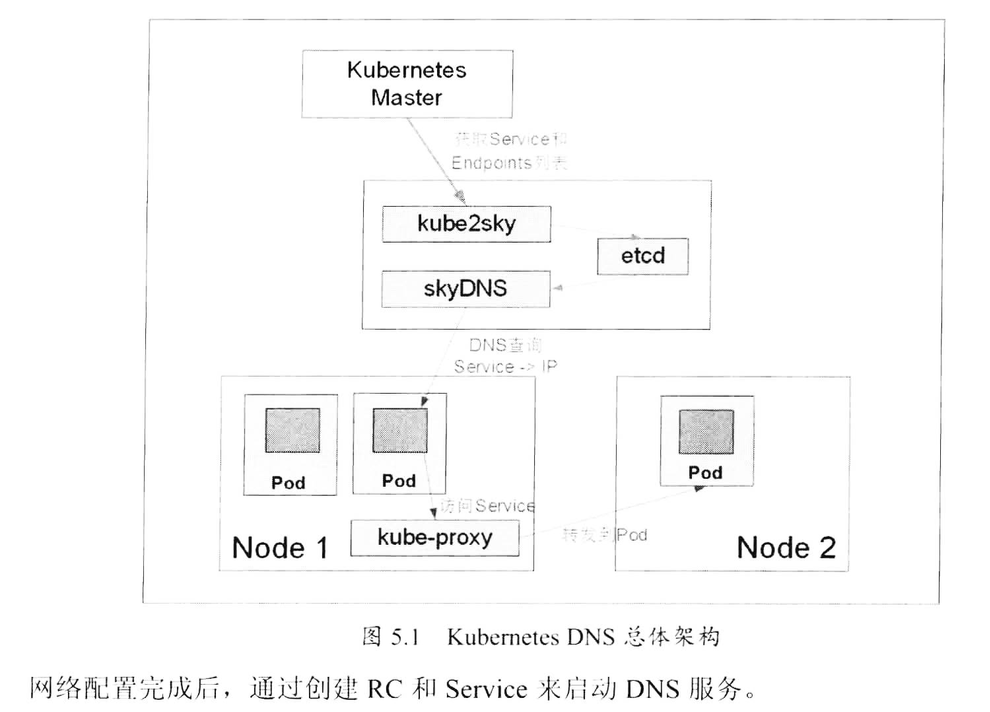 Kubernetes
Master
获取Service和
Endpoints列表
kube2sky
etcd
skyDNS
DNS查询
Service -> IP
Pod
Pod
Pod
访问Service
kube-proxy
转发到Pod
Node 1
Node 2
图 5.1 Kubernetes DNS 总体架构
网络配置完成后，通过创建 RC 和 Service 来启动 DNS 服务。